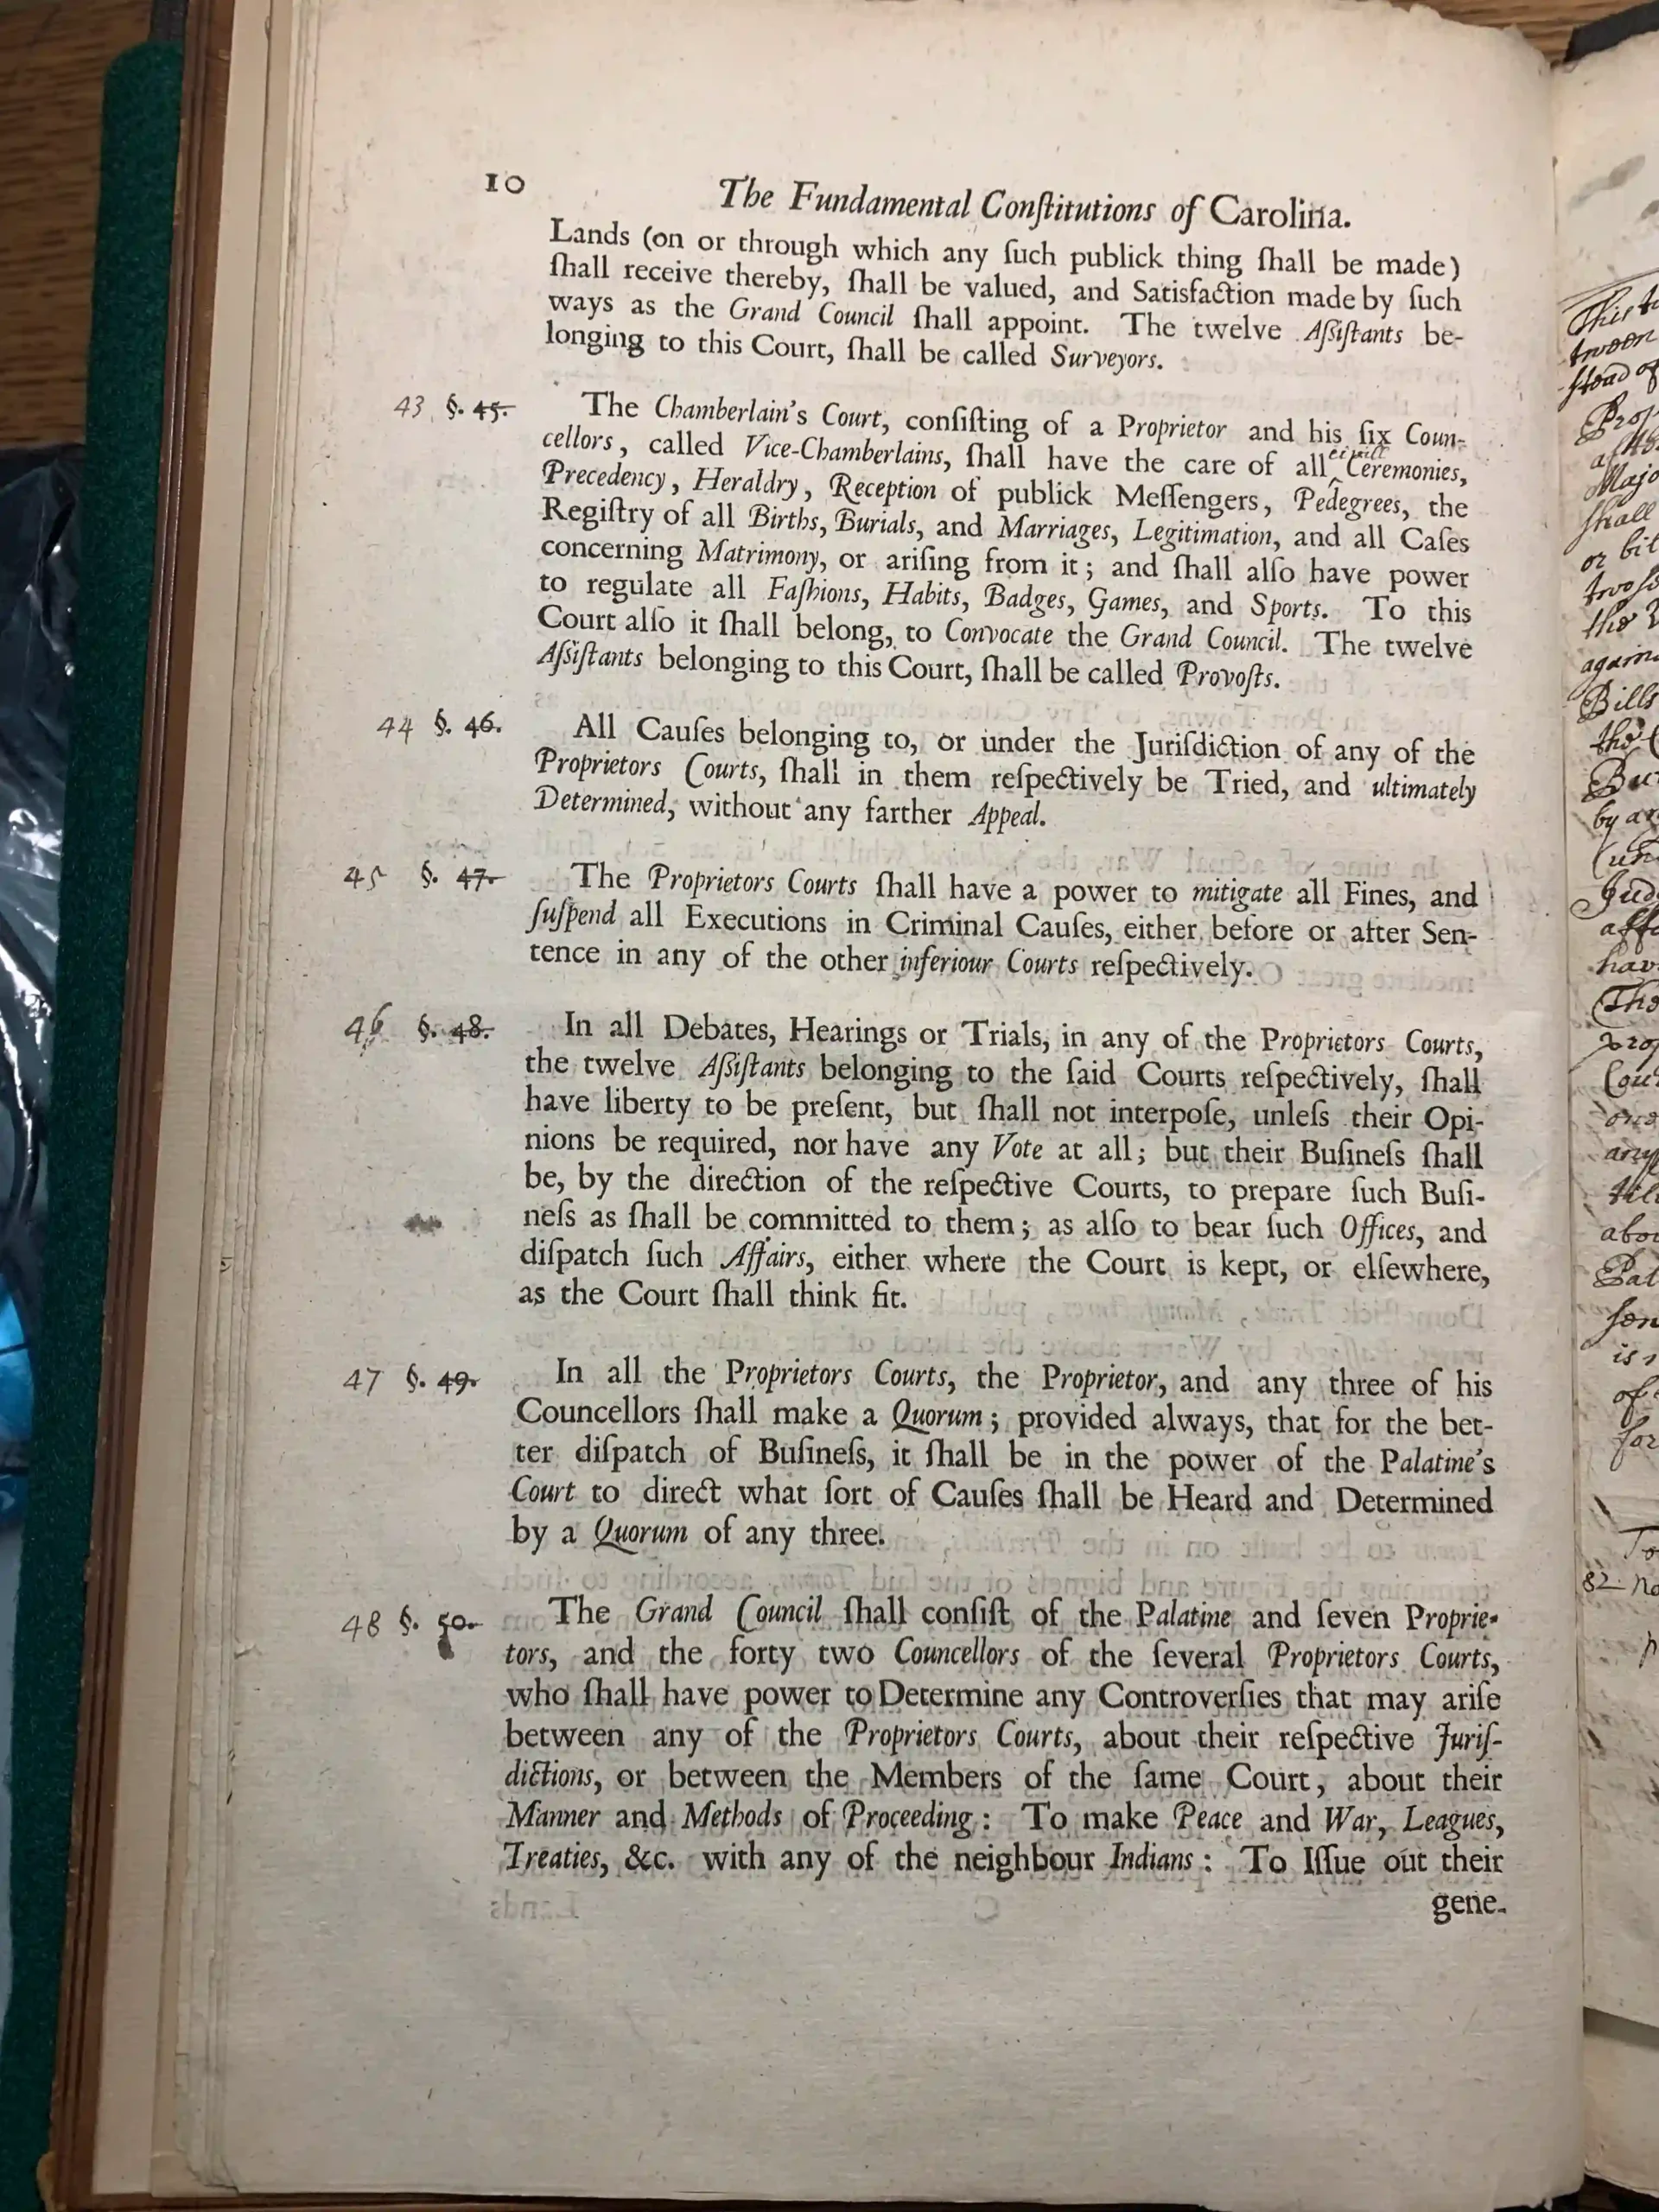 10
The Fundamental Conſtitutions of Carolina.
Lands (on or through which any ſuch publick thing ſhall be made)
ſhall receive thereby, ſhall be valued, and Satisfaction made by ſuch
ways as the Grand Council ſhall appoint. The twelve Aſſiſtants be-
longing to this Court, ſhall be called Surveyors.
43 §. 45. The Chamberlain's Court, conſiſting of a Proprietor and his ſix Coun-
cellors, called Vice-Chamberlains, ſhall have the care of all ^ civill Ceremonies,
Precedency, Heraldry, Reception of publick Meſſengers, Pedegrees, the
Regiſtry of all Births, Burials, and Marriages, Legitimation, and all Caſes
concerning Matrimony, or ariſing from it; and ſhall alſo have power
to regulate all Faſhions, Habits, Badges, Games, and Sports. To this
Court alſo it ſhall belong, to Convocate the Grand Council. The twelve
Aſſiſtants belonging to this Court, ſhall be called Provoſts.
44 §. 46. All Cauſes belonging to, or under the Juriſdiction of any of the
Proprietors Courts, ſhall in them reſpectively be Tried, and ultimately
Determined, without any farther Appeal.
45 §. 47. The Proprietors Courts ſhall have a power to mitigate all Fines, and
ſuſpend all Executions in Criminal Cauſes, either before or after Sen-
tence in any of the other inferiour Courts reſpectively.
46 §. 48. In all Debates, Hearings or Trials, in any of the Proprietors Courts,
the twelve Aſſiſtants belonging to the ſaid Courts reſpectively, ſhall
have liberty to be preſent, but ſhall not interpoſe, unleſs their Opi-
nions be required, nor have any Vote at all; but their Buſineſs ſhall
be, by the direction of the reſpective Courts, to prepare ſuch Buſi-
neſs as ſhall be committed to them; as alſo to bear ſuch Offices, and
diſpatch ſuch Affairs, either where the Court is kept, or elſewhere,
as the Court ſhall think fit.
47 §. 49. In all the Proprietors Courts, the Proprietor, and any three of his
Councellors ſhall make a Quorum; provided always, that for the bet-
ter diſpatch of Buſineſs, it ſhall be in the power of the Palatine's
Court to direct what ſort of Cauſes ſhall be Heard and Determined
by a Quorum of any three.
48 §. 50. The Grand Council ſhall conſiſt of the Palatine and ſeven Proprie-
tors, and the forty two Councellors of the ſeveral Proprietors Courts,
who ſhall have power to Determine any Controverſies that may ariſe
between any of the Proprietors Courts, about their reſpective Juriſ-
dictions, or between the Members of the ſame Court, about their
Manner and Methods of Proceeding: To make Peace and War, Leagues,
Treaties, &c. with any of the neighbour Indians: To Iſſue out their
gene-
This
Shall
or
against
Bills
by
82
is
of
for